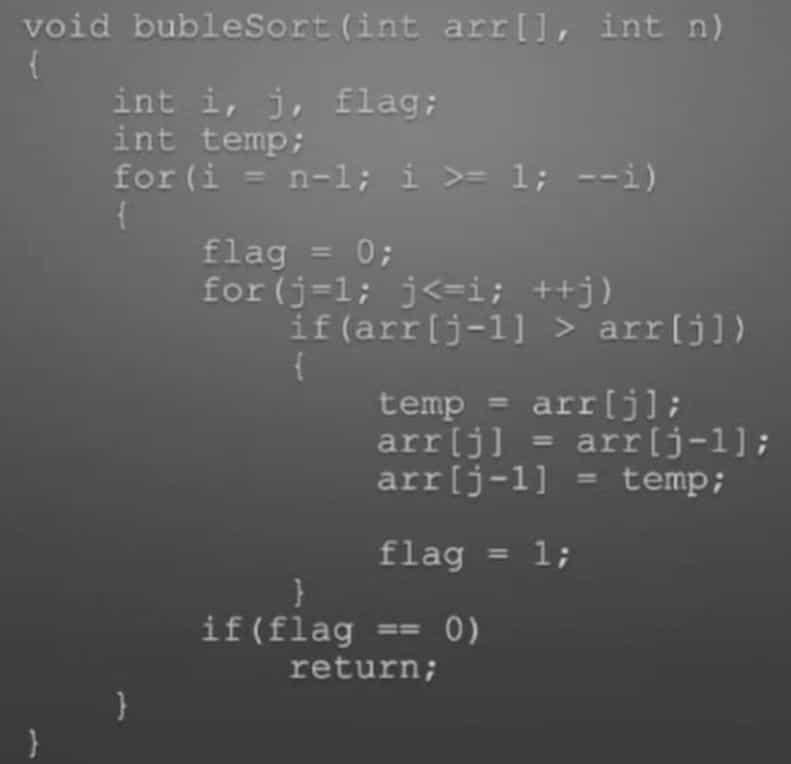 void bubleSort(int arr[], int n)
{
int i, j, flag;
int temp;
for(i = n-1; i >= 1; --i)
{
flag = 0;
for(j=1; j<=i; ++j)
if(arr[j-1] > arr[j])
{
temp = arr[j];
arr[j] = arr[j-1];
arr[j-1] = temp;
flag = 1;
}
if(flag == 0)
return;
}
}